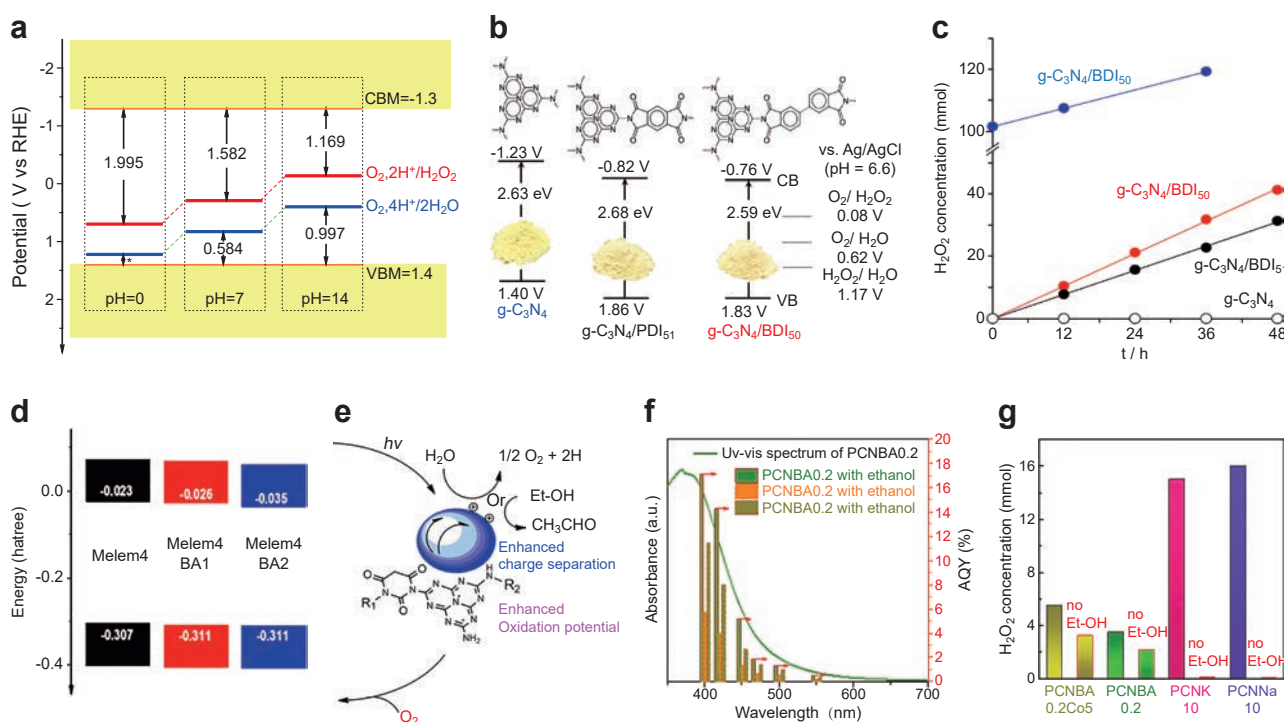 a
Potential ( V vs RHE)
-2
-1
0
1
2
CBM=-1.3
1.995
1.582
1.169
O₂,2H⁺/H₂O₂
O₂,4H⁺/2H₂O
*
0.584
0.997
VBM=1.4
pH=0
pH=7
pH=14
b
-1.23 V
-0.82 V
-0.76 V
CB
2.63 eV
2.68 eV
2.59 eV
1.40 V
1.86 V
1.83 V
VB
g-C₃N₄
g-C₃N₄/PDI₅₁
g-C₃N₄/BDI₅₀
vs. Ag/AgCl
(pH = 6.6)
O₂/ H₂O₂
0.08 V
O₂/ H₂O
0.62 V
H₂O₂/ H₂O
1.17 V
c
H₂O₂ concentration (mmol)
120
100
40
20
0
g-C₃N₄/BDI₅₀
g-C₃N₄/BDI₅₀
g-C₃N₄/BDI₅
g-C₃N₄
0
12
24
36
48
t / h
d
Energy (hatree)
0.0
-0.2
-0.4
-0.023
-0.026
-0.035
Melem4
Melem4
BA1
Melem4
BA2
-0.307
-0.311
-0.311
e
hv
H₂O
1/2 O₂ + 2H
Or
Et-OH
CH₃CHO
Enhanced
charge separation
Enhanced
Oxidation potential
R₁
R₂
NH₂
O₂
f
Absorbance (a.u.)
Uv-vis spectrum of PCNBA0.2
PCNBA0.2 with ethanol
PCNBA0.2 with ethanol
PCNBA0.2 with ethanol
20
18
16
14
12
10
8
6
4
2
0
AQY (%)
400
500
600
700
Wavelength (nm)
g
H₂O₂ concentration (mmol)
16
12
8
4
0
no
Et-OH
no
Et-OH
no
Et-OH
no
Et-OH
PCNBA
0.2Co5
PCNBA
0.2
PCNK
10
PCNNa
10